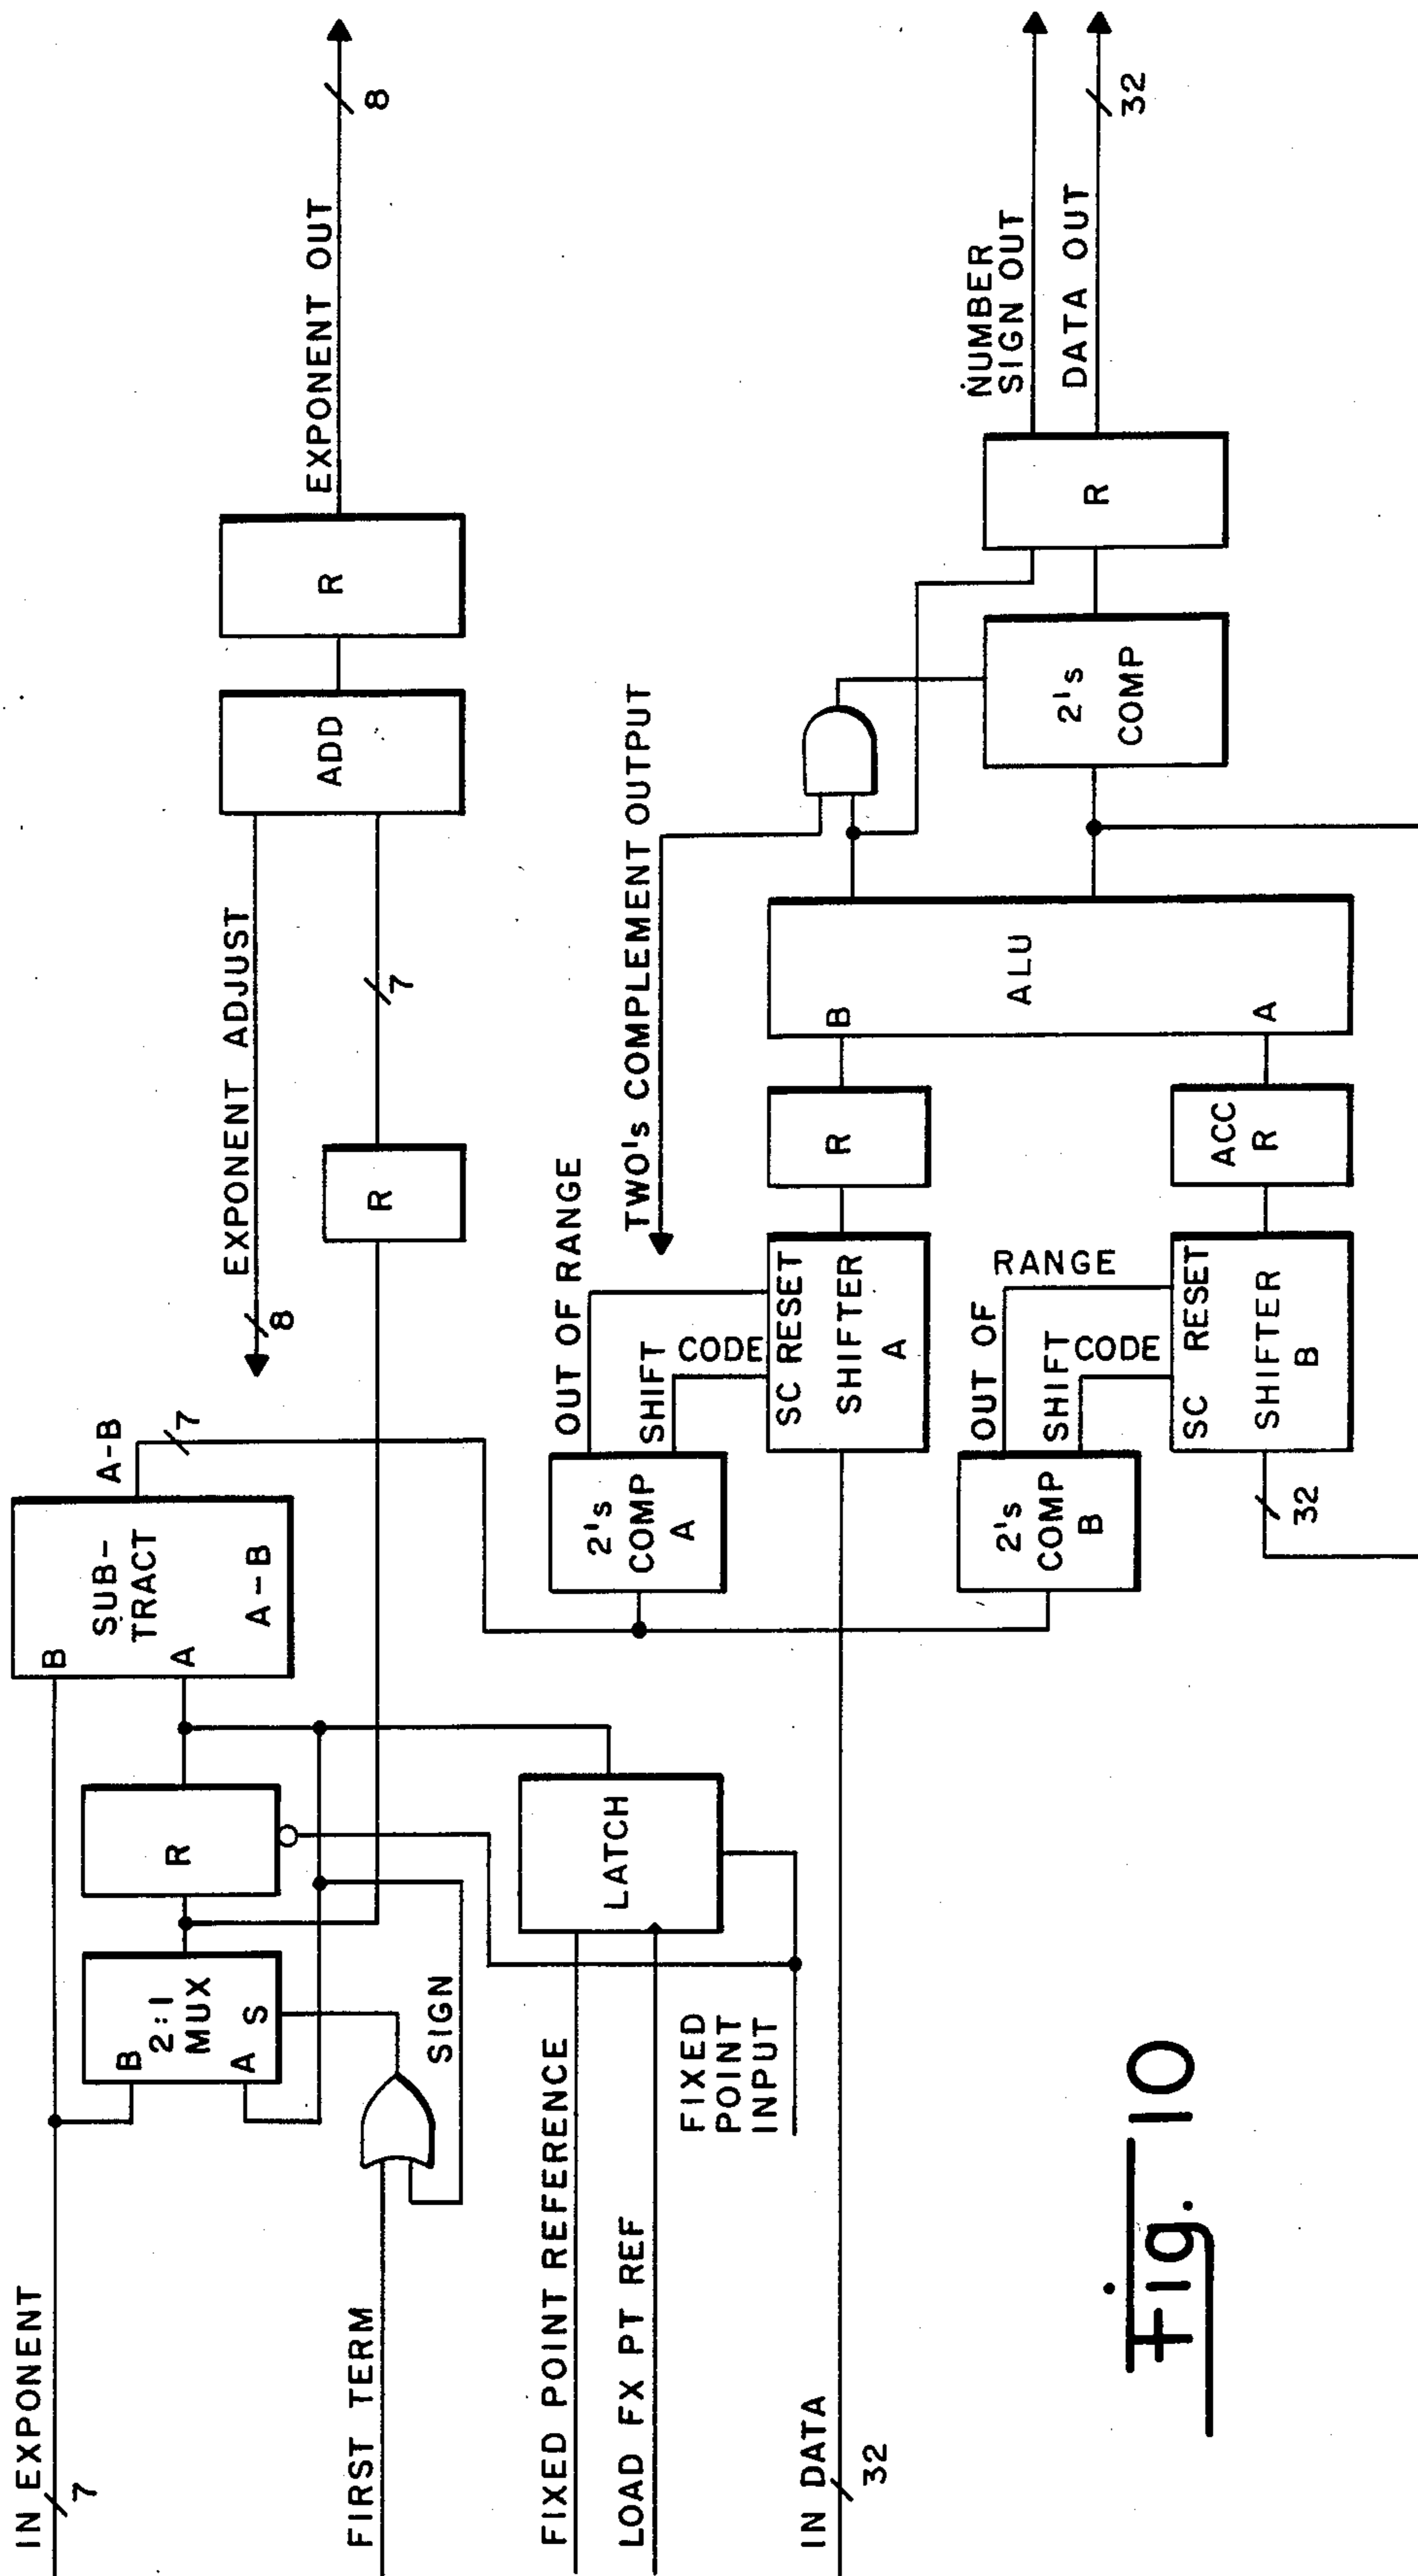 IN EXPONENT
7
B
2:1
MUX
A S
R
B
SUB-
TRACT
A
A-B
A-B
7
EXPONENT ADJUST
8
R
7
ADD
R
EXPONENT OUT
8
FIRST TERM
SIGN
FIXED POINT REFERENCE
LOAD FX PT REF
LATCH
FIXED
POINT
INPUT
2's
COMP
A
OUT OF RANGE
SHIFT
CODE
SC RESET
SHIFTER
A
R
TWO's COMPLEMENT OUTPUT
IN DATA
32
2's
COMP
B
OUT OF
RANGE
SHIFT
CODE
SC RESET
SHIFTER
B
32
ACC
R
B
ALU
A
2's
COMP
R
NUMBER
SIGN OUT
DATA OUT
32
Fig. 10